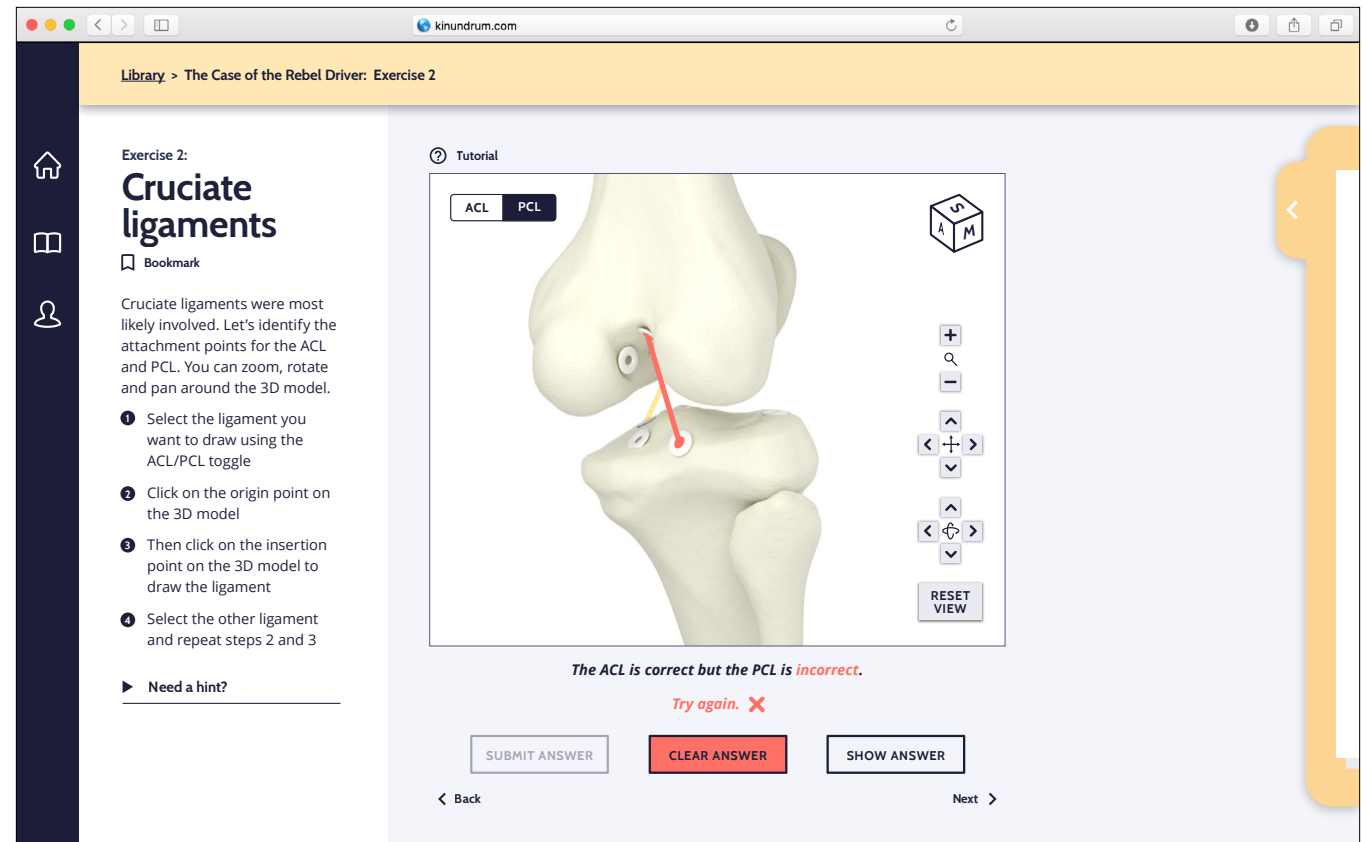 kinundrum.com
Library > The Case of the Rebel Driver: Exercise 2
Exercise 2:
Cruciate
ligaments
Bookmark
Cruciate ligaments were most
likely involved. Let's identify the
attachment points for the ACL
and PCL. You can zoom, rotate
and pan around the 3D model.
1 Select the ligament you
want to draw using the
ACL/PCL toggle
2 Click on the origin point on
the 3D model
3 Then click on the insertion
point on the 3D model to
draw the ligament
4 Select the other ligament
and repeat steps 2 and 3
Need a hint?
? Tutorial
ACL PCL
S
A M
RESET
VIEW
The ACL is correct but the PCL is incorrect.
Try again.
SUBMIT ANSWER CLEAR ANSWER SHOW ANSWER
Back Next